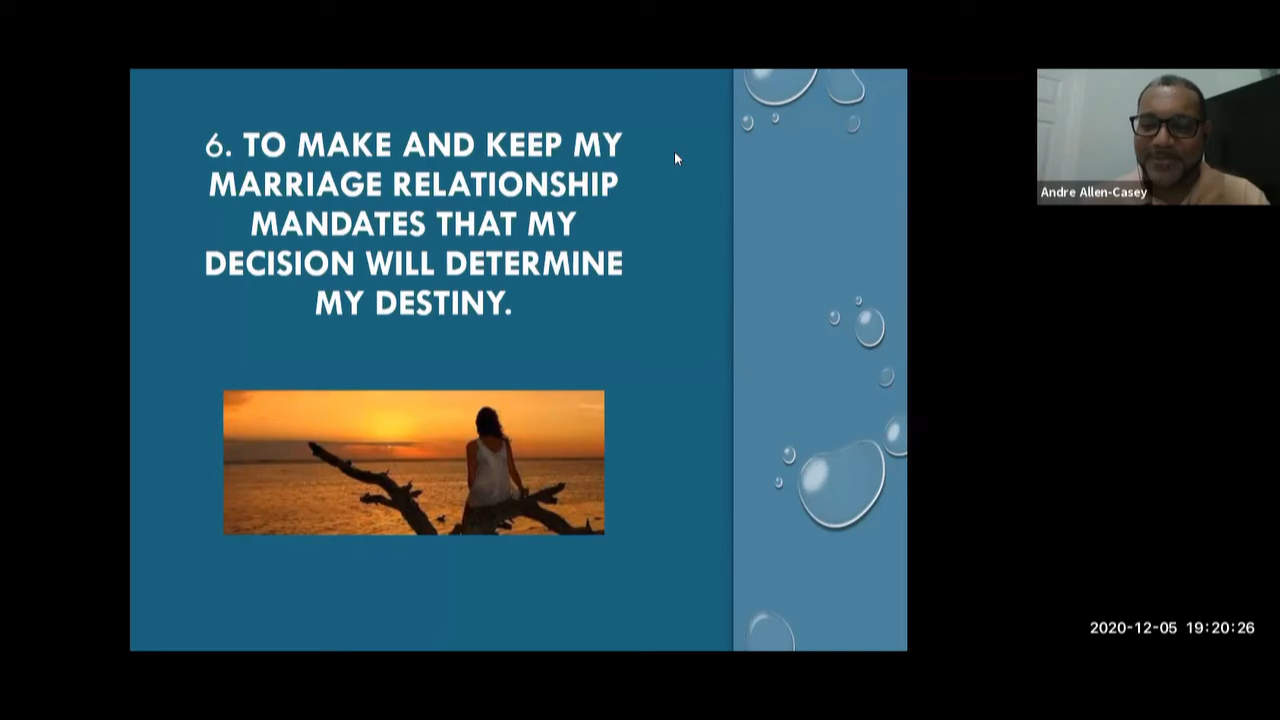 6. TO MAKE AND KEEP MY
MARRIAGE RELATIONSHIP
MANDATES THAT MY
DECISION WILL DETERMINE
MY DESTINY.
Andre Allen-Casey
2020-12-05 19:20:26